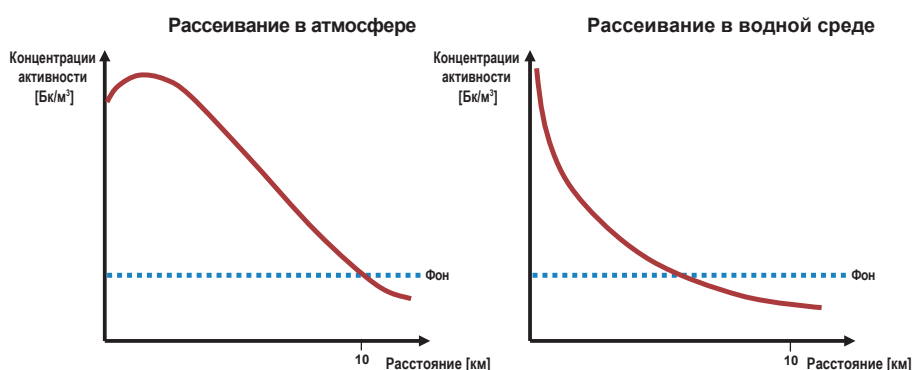 Рассеивание в атмосфере
Концентрации
активности
[Бк/м³]
Фон
10
Расстояние [км]
Рассеивание в водной среде
Концентрации
активности
[Бк/м³]
Фон
10
Расстояние [км]